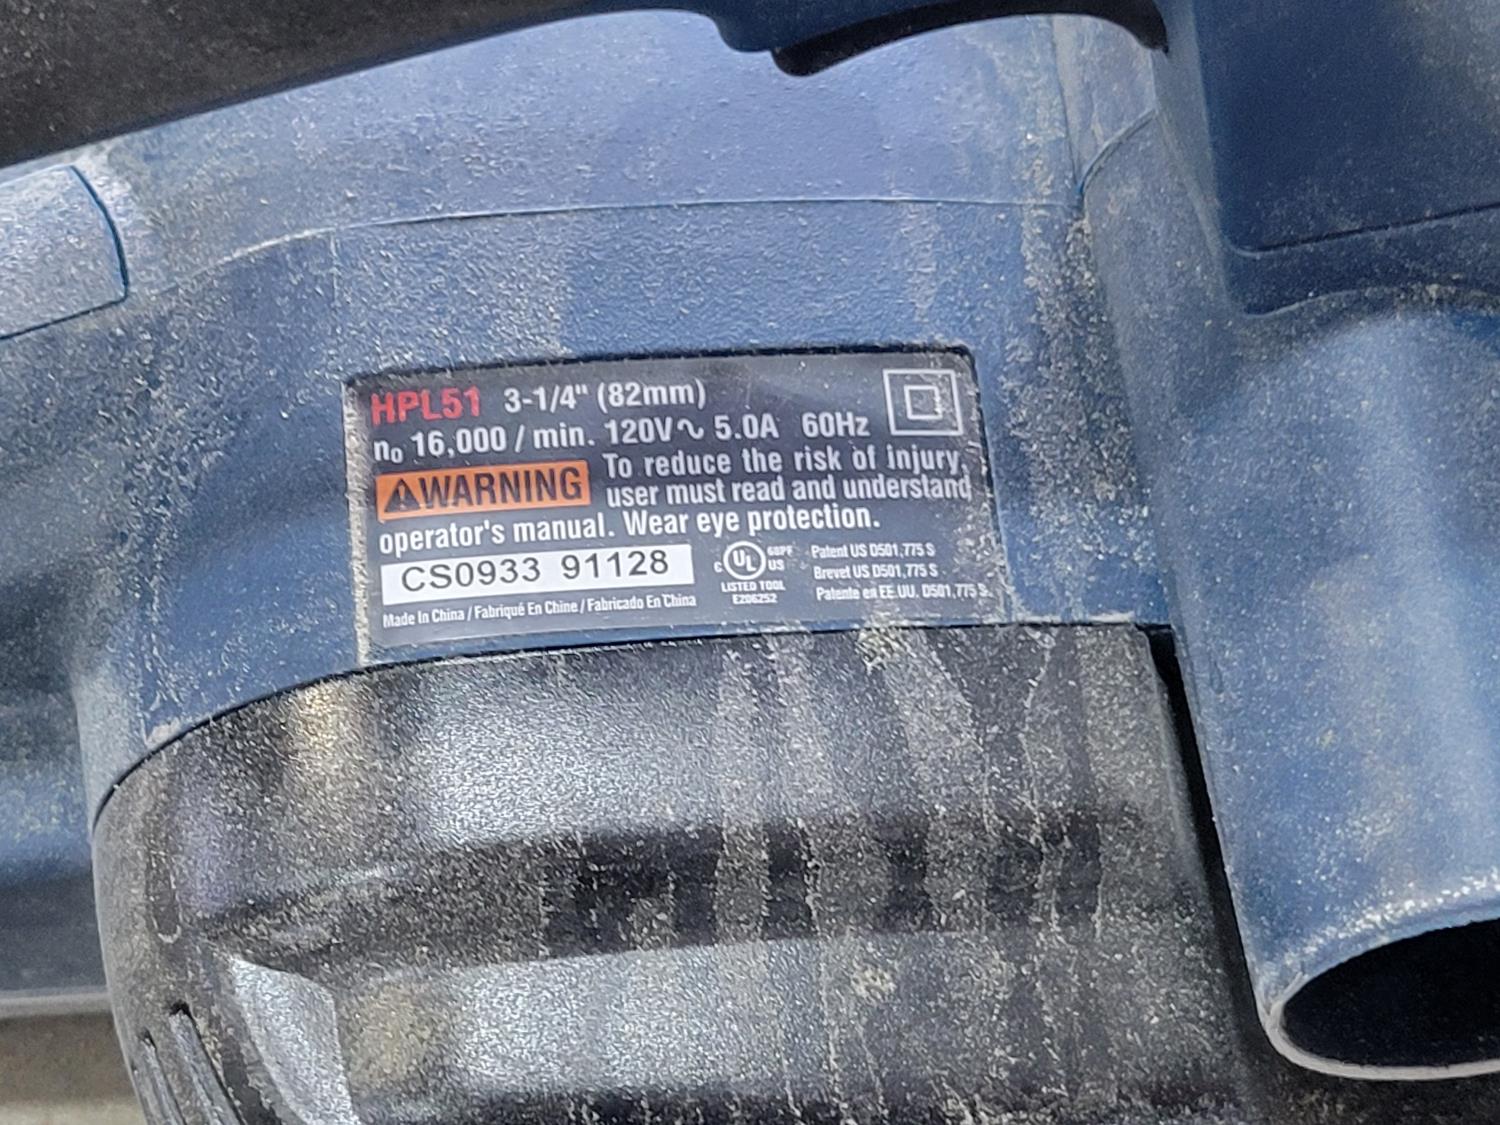 HPL51 3-1/4" (82mm)
n₀ 16,000 / min. 120V∿ 5.0A 60Hz
⚠WARNING To reduce the risk of injury,
user must read and understand
operator's manual. Wear eye protection.
CS0933 91128
Made In China / Fabriqué En Chine / Fabricado En China
C UL US 68PF
LISTED TOOL
E206252
Patent US D501,775 S
Brevet US D501,775 S
Patente en EE.UU. D501,775 S